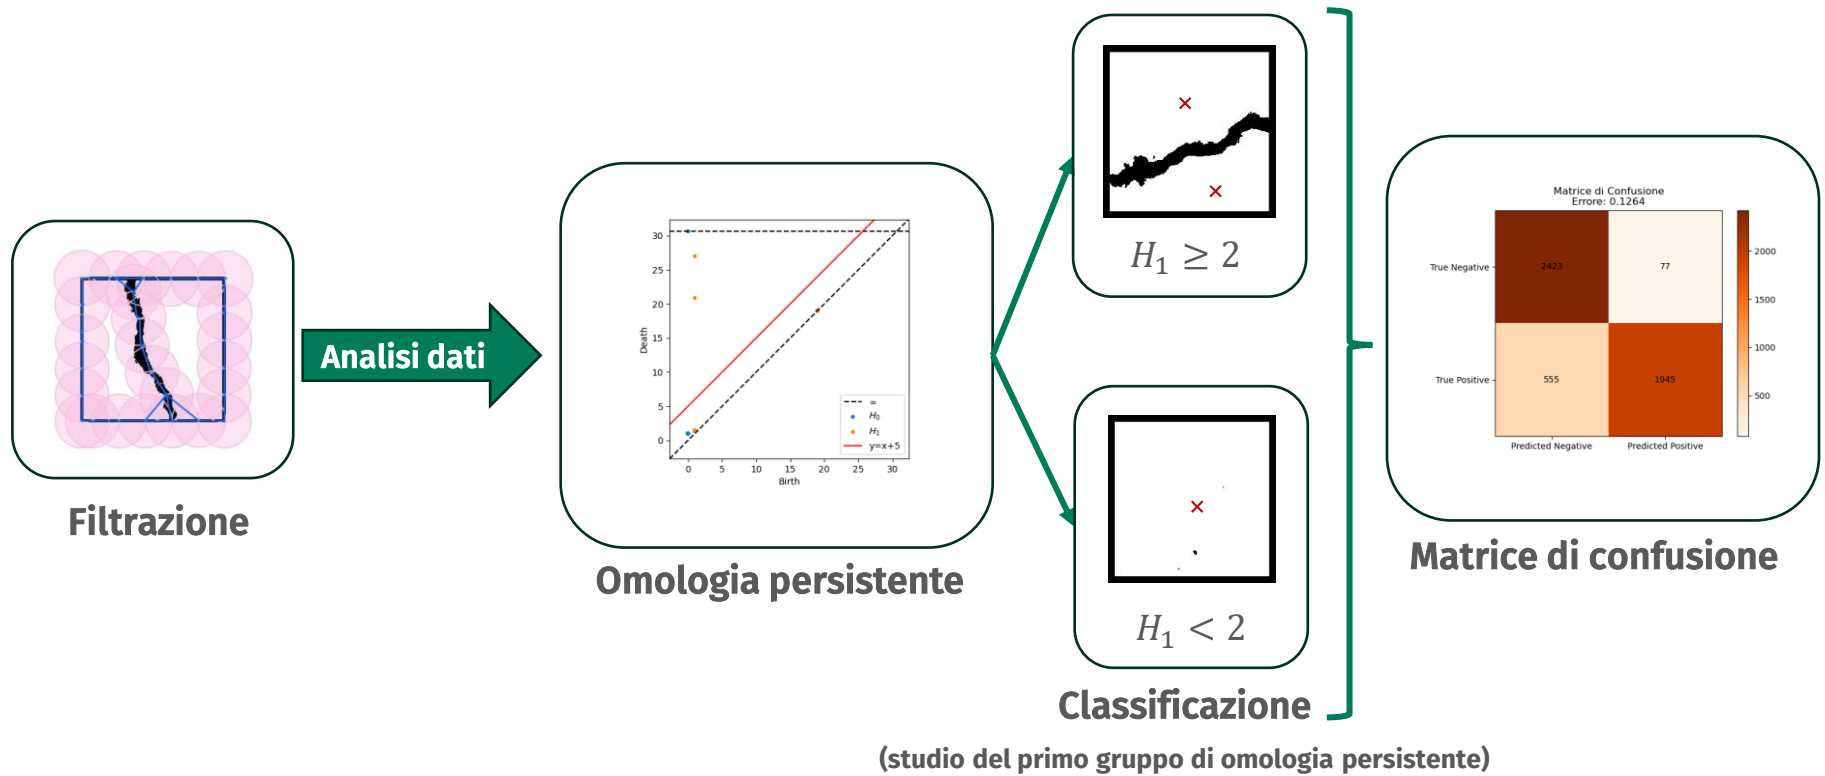 Filtrazione
Analisi dati
30
25
20
15
10
5
0
Death
0 5 10 15 20 25 30
Birth
∞
H₀
H₁
y=x+5
Omologia persistente
H₁ ≥ 2
H₁ < 2
Classificazione
(studio del primo gruppo di omologia persistente)
Matrice di Confusione
Errore: 0.1264
True Negative
2423 77
True Positive
555 1945
Predicted Negative Predicted Positive
2000
1500
1000
500
Matrice di confusione